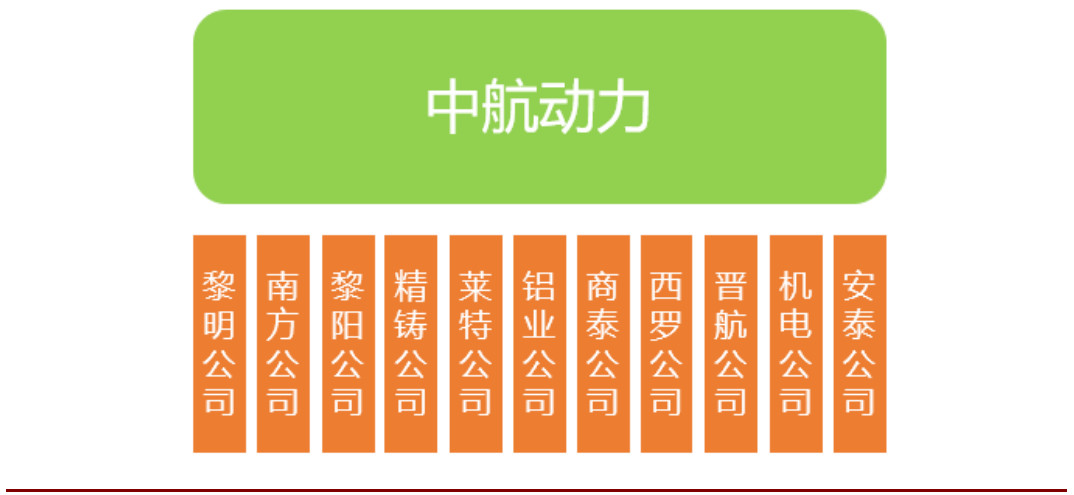 中航动力
黎明公司
南方公司
黎阳公司
精铸公司
莱特公司
铝业公司
商泰公司
西罗公司
晋航公司
机电公司
安泰公司